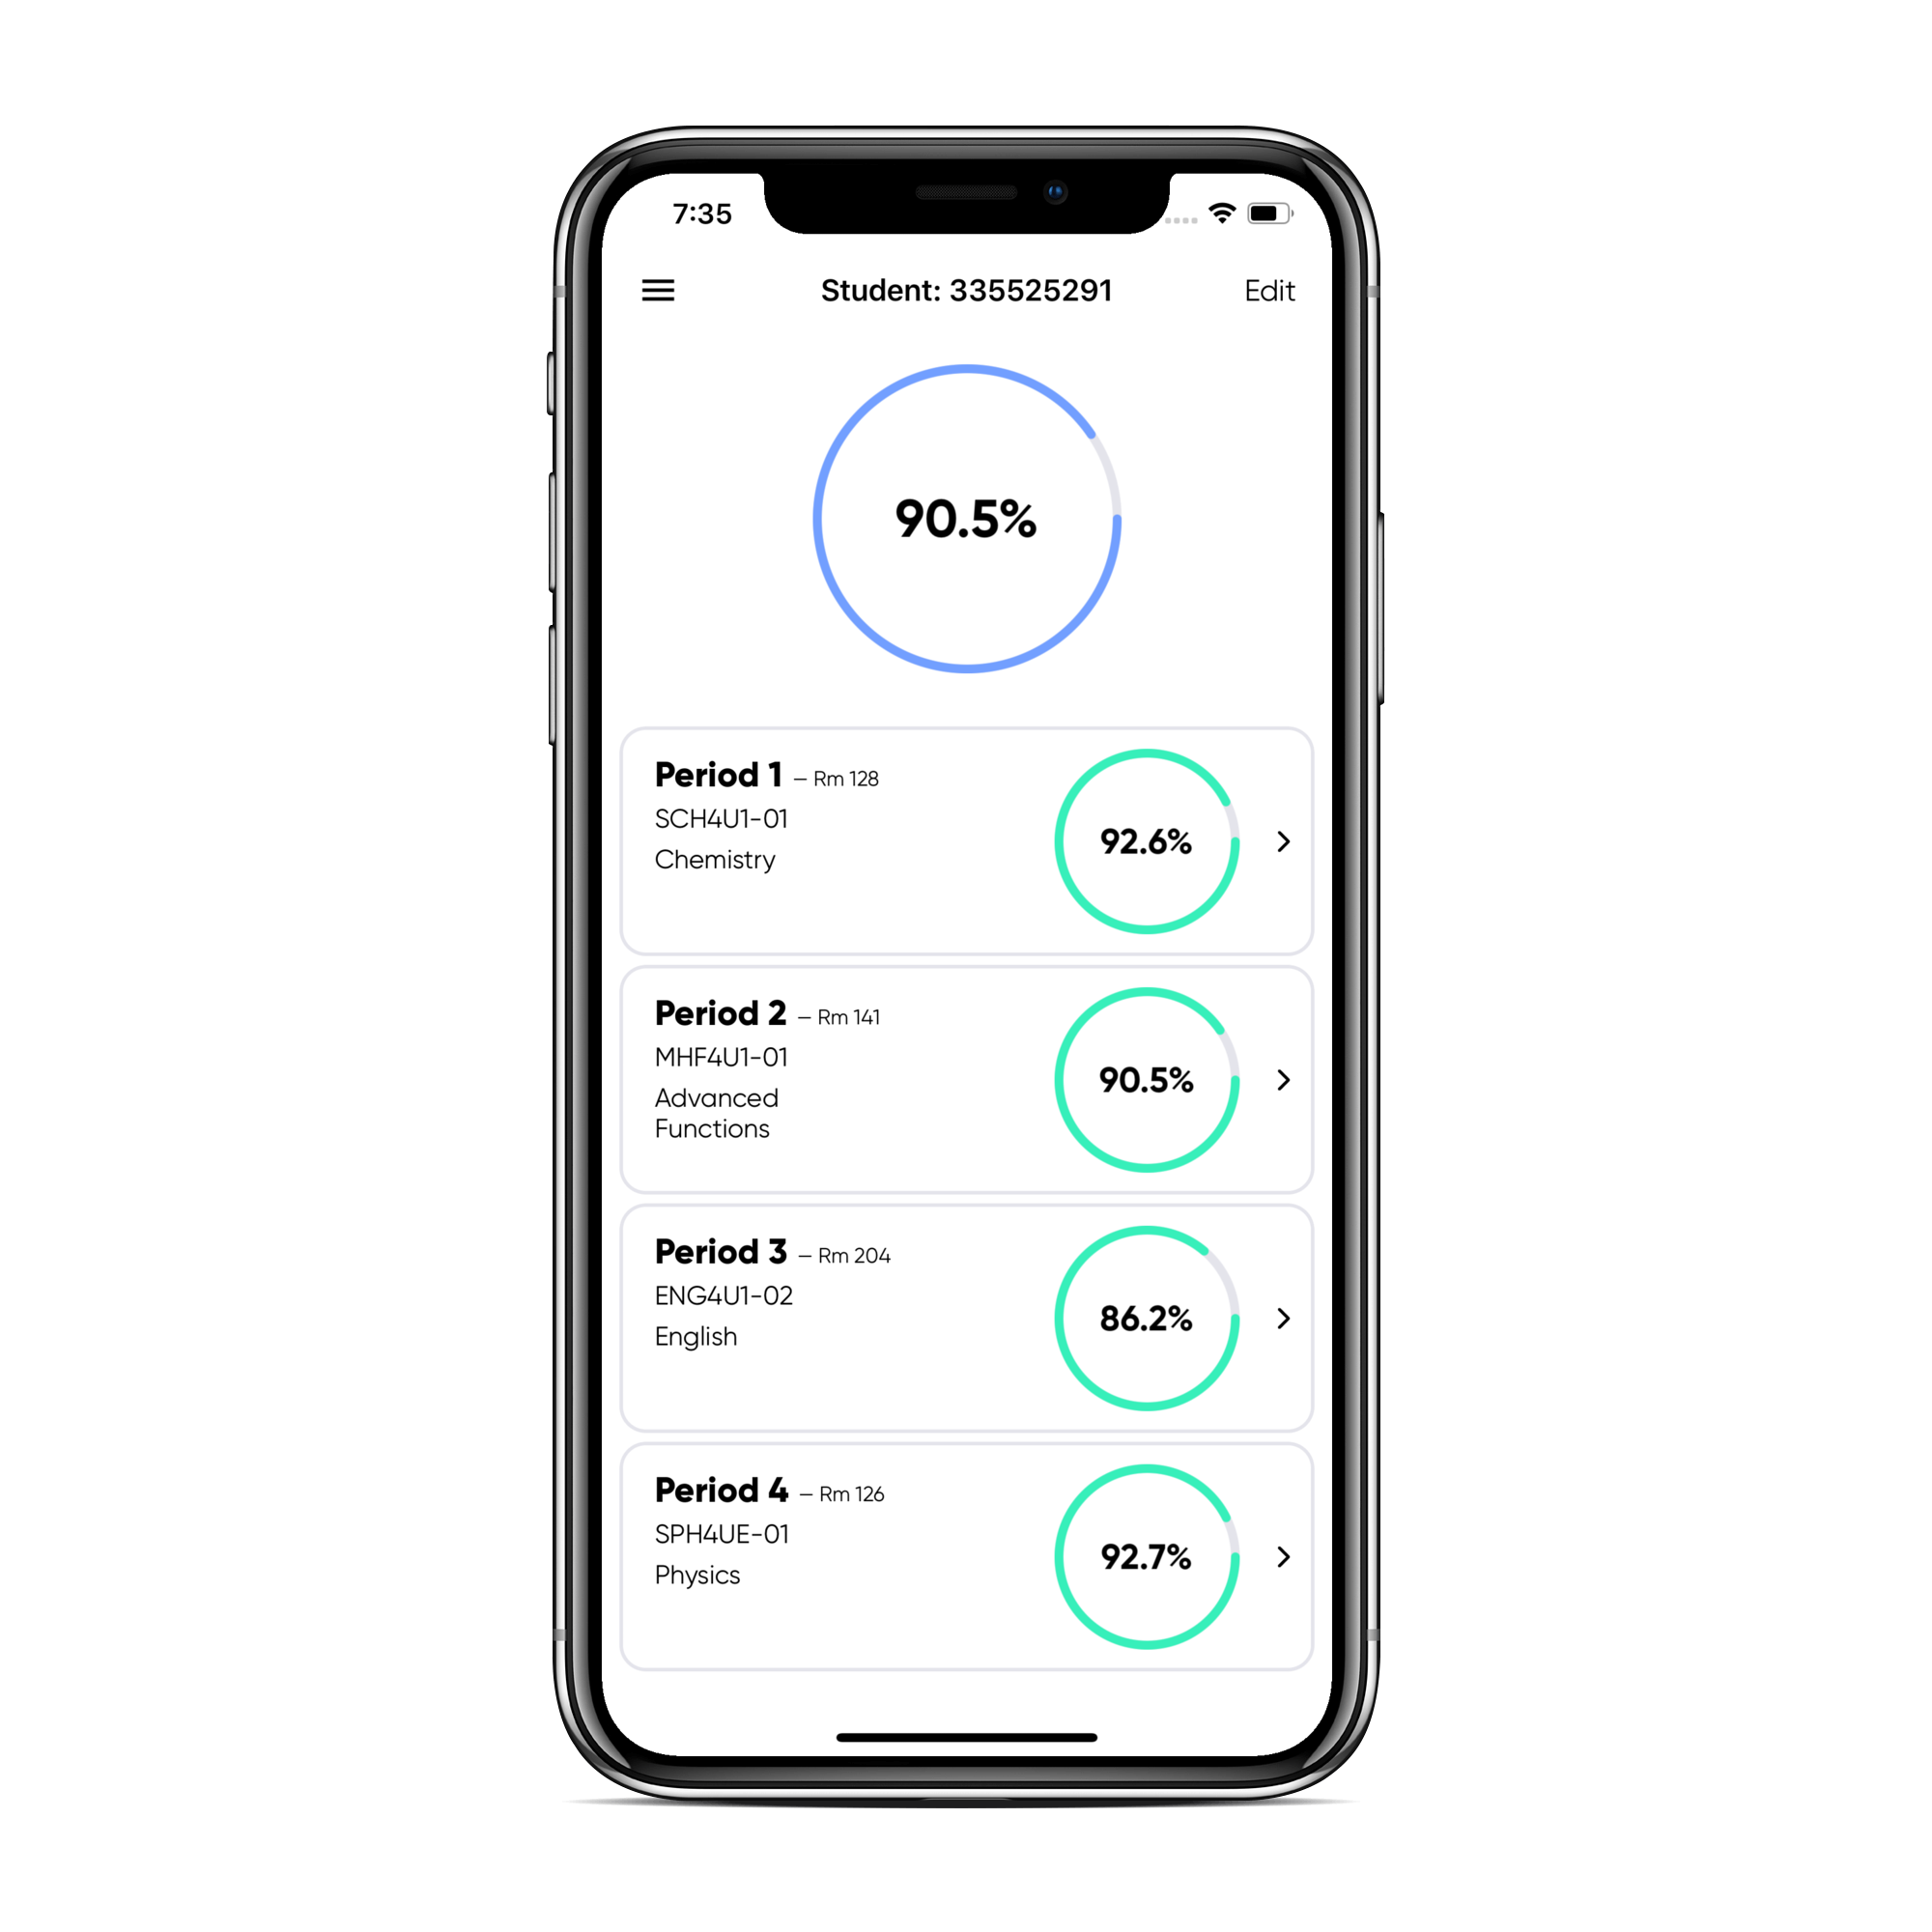 7:35
Student: 335525291
Edit
90.5%
Period 1 – Rm 128
SCH4U1-01
Chemistry
92.6%
Period 2 – Rm 141
MHF4U1-01
Advanced
Functions
90.5%
Period 3 – Rm 204
ENG4U1-02
English
86.2%
Period 4 – Rm 126
SPH4UE-01
Physics
92.7%